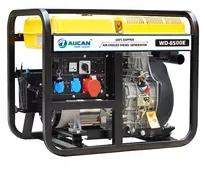 AUCAN
100% COPPER
AIR-COOLED DIESEL GENERATOR
WD-8500E